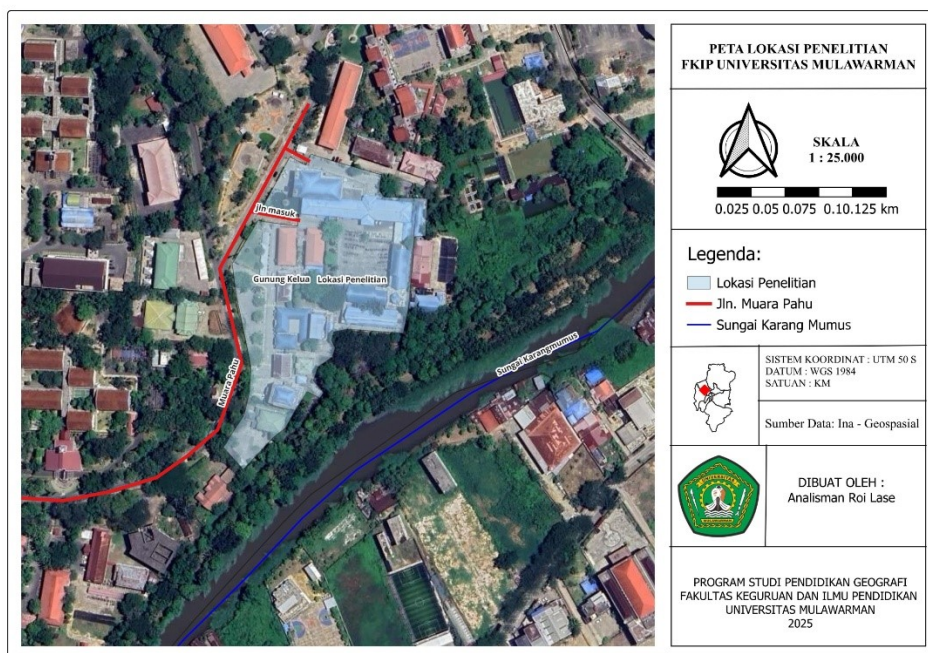 PETA LOKASI PENELITIAN
FKIP UNIVERSITAS MULAWARMAN
SKALA
1 : 25.000
0.025 0.05 0.075 0.10.125 km
Legenda:
Lokasi Penelitian
Jln. Muara Pahu
Sungai Karang Mumus
SISTEM KOORDINAT : UTM 50 S
DATUM : WGS 1984
SATUAN : KM
Sumber Data: Ina - Geospasial
UNIVERSITAS
MULAWARMAN
DIBUAT OLEH :
Analisman Roi Lase
PROGRAM STUDI PENDIDIKAN GEOGRAFI
FAKULTAS KEGURUAN DAN ILMU PENDIDIKAN
UNIVERSITAS MULAWARMAN
2025
Jln masuk
Gunung Kelua
Lokasi Penelitian
Muara Pahu
Sungai Karangmumus